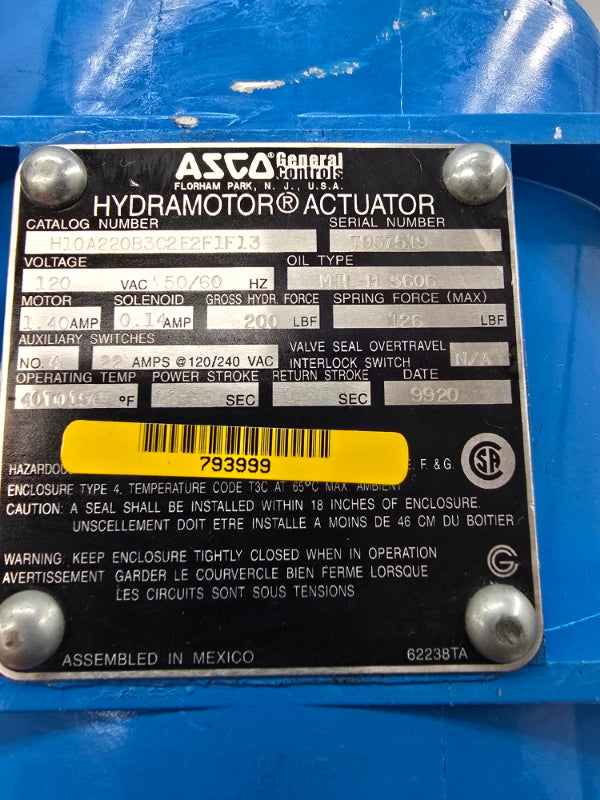 ASCO® General Controls
FLORHAM PARK, N. J., U.S.A.
HYDRAMOTOR® ACTUATOR
CATALOG NUMBER SERIAL NUMBER
H10A220B3C2F2F1F13 T937519
VOLTAGE OIL TYPE
120 VAC 50/60 HZ MIL H 5606
MOTOR SOLENOID GROSS HYDR. FORCE SPRING FORCE (MAX)
1.40 AMP 0.14 AMP 200 LBF 126 LBF
AUXILIARY SWITCHES
NO. 4 22 AMPS @120/240 VAC VALVE SEAL OVERTRAVEL INTERLOCK SWITCH N/A
OPERATING TEMP POWER STROKE RETURN STROKE DATE
°F SEC SEC 9920
793999
HAZARDOU E. F. & G.
ENCLOSURE TYPE 4. TEMPERATURE CODE T3C AT 65°C MAX. AMBIENT
CAUTION: A SEAL SHALL BE INSTALLED WITHIN 18 INCHES OF ENCLOSURE.
UNSCELLEMENT DOIT ETRE INSTALLE A MOINS DE 46 CM DU BOITIER
WARNING: KEEP ENCLOSURE TIGHTLY CLOSED WHEN IN OPERATION
AVERTISSEMENT GARDER LE COURVERCLE BIEN FERME LORSQUE
LES CIRCUITS SONT SOUS TENSIONS
ASSEMBLED IN MEXICO 62238TA